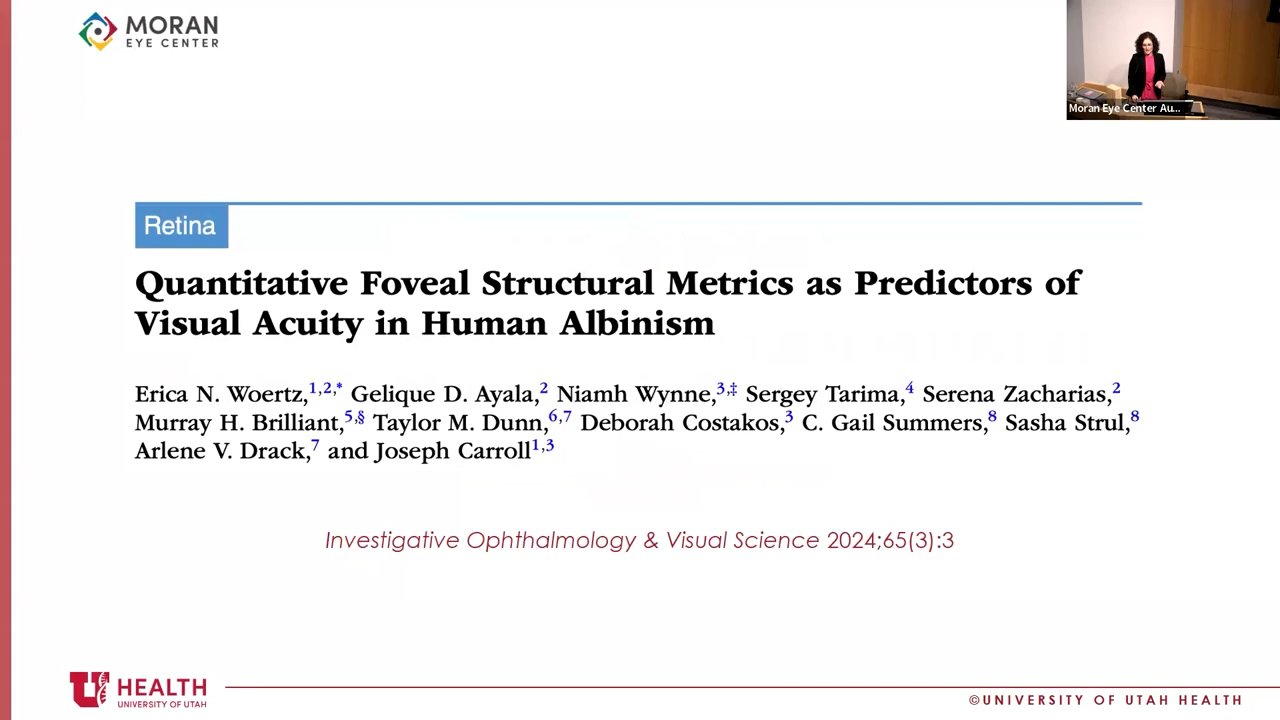 MORAN
EYE CENTER
Moran Eye Center Au...
Retina
Quantitative Foveal Structural Metrics as Predictors of
Visual Acuity in Human Albinism
Erica N. Woertz,1,2,* Gelique D. Ayala,2 Niamh Wynne,3,‡ Sergey Tarima,4 Serena Zacharias,2
Murray H. Brilliant,5,§ Taylor M. Dunn,6,7 Deborah Costakos,3 C. Gail Summers,8 Sasha Strul,8
Arlene V. Drack,7 and Joseph Carroll1,3
Investigative Ophthalmology & Visual Science 2024;65(3):3
U HEALTH
UNIVERSITY OF UTAH
©UNIVERSITY OF UTAH HEALTH